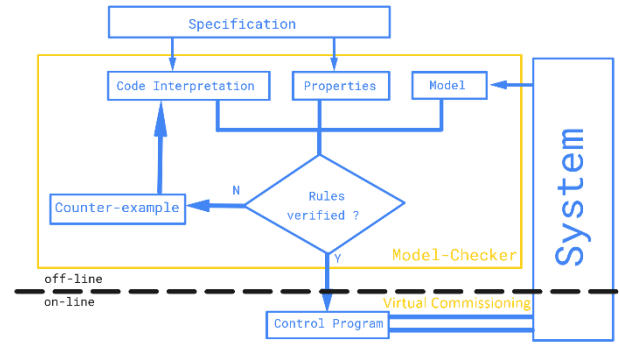 Specification
Code Interpretation
Properties
Model
System
N
Rules
verified ?
Counter-example
Y
Model-Checker
off-line
on-line
Virtual Commissioning
Control Program